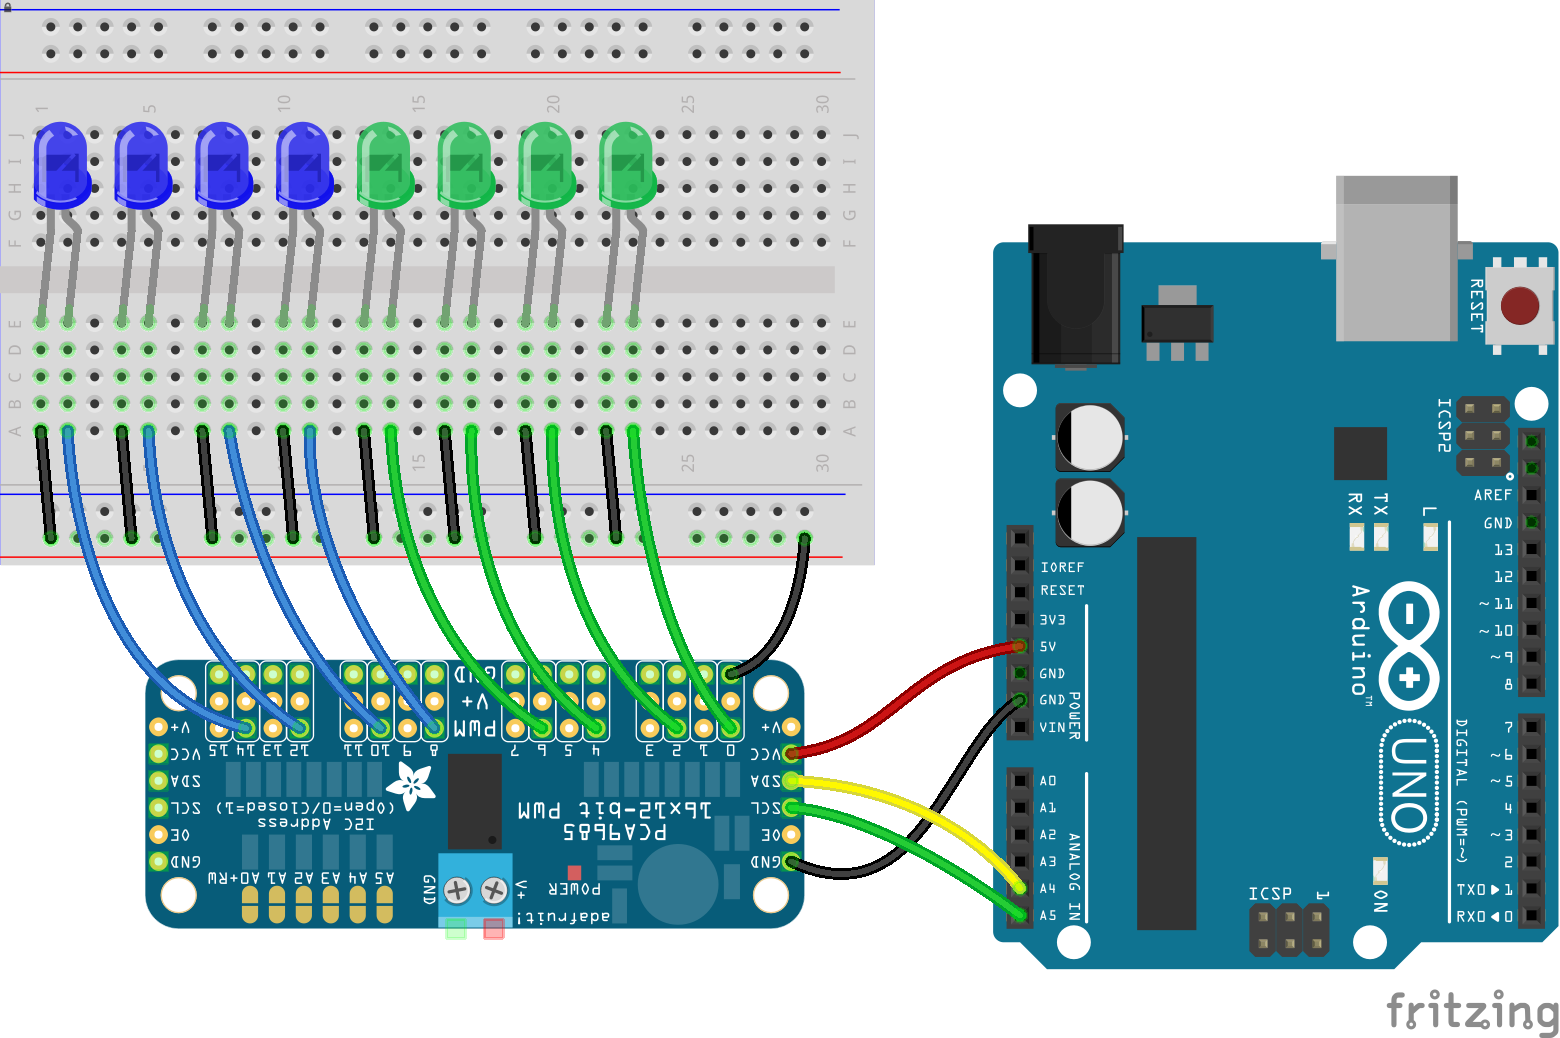 1 5 10 15 20 25 30
J J
I I
H H
G G
F F
E E
D D
C C
B B
A A
15 25 30
RESET
ICSP2
AREF
GND
RX TX L
13
12
~11
~10
~9
8
IOREF
RESET
3V3
5V
GND
GND
VIN
POWER
Arduino™
UNO
7
~6
~5
4
~3
2
TX0▶1
RX0◀0
DIGITAL (PWM=~)
A0
A1
A2
A3
A4
A5
ANALOG IN
ICSP 1
ON
GND
V+
PWM
15 14 13 12 11 10 9 8 7 6 5 4 3 2 1 0
V+ V+
VCC VCC
SDA SDA
SCL SCL
OE OE
GND GND
16x12-bit PWM
PCA9685
I2C Address
(open=0/Closed=1)
A5 A4 A3 A2 A1 A0+RW
GND V+
POWER
adafruit!
fritzing